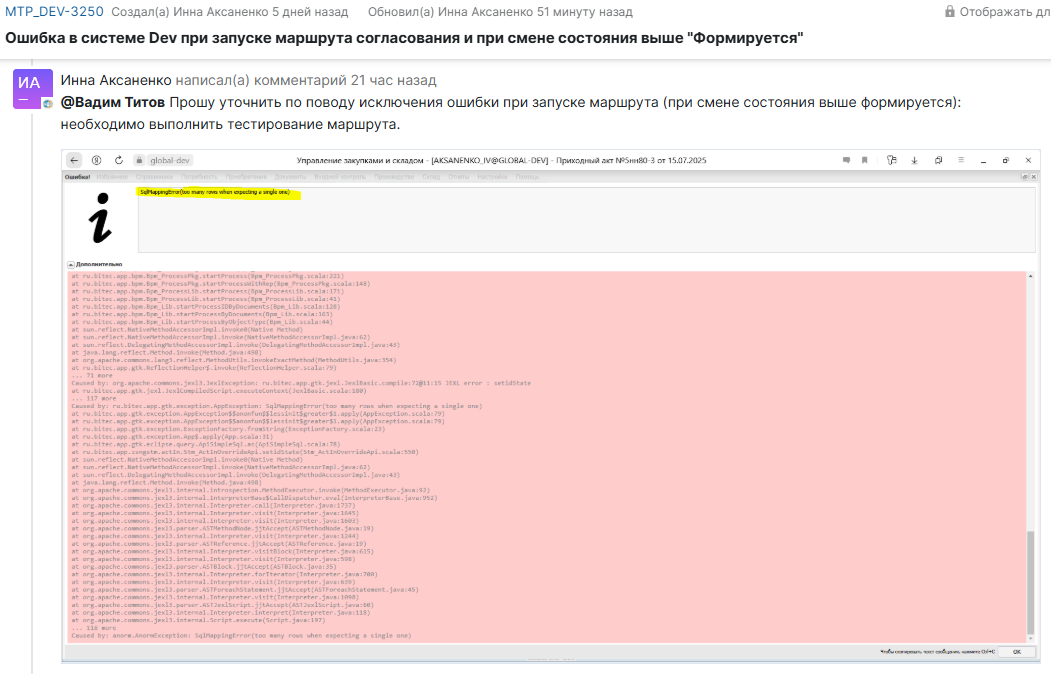 MTP_DEV-3250 Создал(а) Инна Аксаненко 5 дней назад Обновил(а) Инна Аксаненко 51 минуту назад Отображать дл
Ошибка в системе Dev при запуске маршрута согласования и при смене состояния выше "Формируется"
ИА
Инна Аксаненко написал(а) комментарий 21 час назад
@Вадим Титов Прошу уточнить по поводу исключения ошибки при запуске маршрута (при смене состояния выше формируется):
необходимо выполнить тестирование маршрута.
global-dev Управление закупками и складом - [AKSANENKO_IV@GLOBAL-DEV] - Приходный акт №5нн80-3 от 15.07.2025
Ошибка! Избранное Справочники Потребность Приобретение Документы Входной контроль Производство Склад Отчеты Настройки Помощь
SqlMappingError(too many rows when expecting a single one)
Дополнительно
at ru.bitec.app.bpm.Bpm_ProcessPkg.startProcess(Bpm_ProcessPkg.scala:221)
at ru.bitec.app.bpm.Bpm_ProcessPkg.startProcessWithRep(Bpm_ProcessPkg.scala:148)
at ru.bitec.app.bpm.Bpm_ProcessLib.startProcess(Bpm_ProcessLib.scala:171)
at ru.bitec.app.bpm.Bpm_ProcessLib.startProcess(Bpm_ProcessLib.scala:41)
at ru.bitec.app.bpm.Bpm_Lib.startProcessIDByDocuments(Bpm_Lib.scala:128)
at ru.bitec.app.bpm.Bpm_Lib.startProcessByDocuments(Bpm_Lib.scala:163)
at ru.bitec.app.bpm.Bpm_Lib.startProcessByObjectType(Bpm_Lib.scala:44)
at sun.reflect.NativeMethodAccessorImpl.invoke0(Native Method)
at sun.reflect.NativeMethodAccessorImpl.invoke(NativeMethodAccessorImpl.java:62)
at sun.reflect.DelegatingMethodAccessorImpl.invoke(DelegatingMethodAccessorImpl.java:43)
at java.lang.reflect.Method.invoke(Method.java:498)
at org.apache.commons.lang3.reflect.MethodUtils.invokeExactMethod(MethodUtils.java:354)
at ru.bitec.app.gtk.ReflectionHelper$.invoke(ReflectionHelper.scala:79)
... 71 more
Caused by: org.apache.commons.jexl3.JexlException: ru.bitec.app.gtk.jexl.JexlBasic.compile:72@11:15 JEXL error : setidState
at ru.bitec.app.gtk.jexl.JexlCompiledScript.executeContext(JexlBasic.scala:180)
... 117 more
Caused by: ru.bitec.app.gtk.exception.AppException: SqlMappingError(too many rows when expecting a single one)
at ru.bitec.app.gtk.exception.AppException$$anonfun$$lessinit$greater$1.apply(AppException.scala:79)
at ru.bitec.app.gtk.exception.AppException$$anonfun$$lessinit$greater$1.apply(AppException.scala:79)
at ru.bitec.app.gtk.exception.ExceptionFactory.fromString(ExceptionFactory.scala:23)
at ru.bitec.app.gtk.exception.App$.apply(App.scala:31)
at ru.bitec.app.gtk.eclipse.query.ApiSimpleSql.as(ApiSimpleSql.scala:78)
at sun.reflect.NativeMethodAccessorImpl.invoke0(Native Method)
at sun.reflect.NativeMethodAccessorImpl.invoke(NativeMethodAccessorImpl.java:62)
at sun.reflect.DelegatingMethodAccessorImpl.invoke(DelegatingMethodAccessorImpl.java:43)
at java.lang.reflect.Method.invoke(Method.java:498)
at org.apache.commons.jexl3.internal.introspection.MethodExecutor.invoke(MethodExecutor.java:92)
at org.apache.commons.jexl3.internal.InterpreterBase$CallDispatcher.eval(InterpreterBase.java:952)
at org.apache.commons.jexl3.internal.Interpreter.call(Interpreter.java:1737)
at org.apache.commons.jexl3.internal.Interpreter.visit(Interpreter.java:1645)
at org.apache.commons.jexl3.internal.Interpreter.visit(Interpreter.java:1603)
at org.apache.commons.jexl3.parser.ASTMethodNode.jjtAccept(ASTMethodNode.java:19)
at org.apache.commons.jexl3.internal.Interpreter.visit(Interpreter.java:1244)
at org.apache.commons.jexl3.parser.ASTReference.jjtAccept(ASTReference.java:19)
at org.apache.commons.jexl3.internal.Interpreter.visitBlock(Interpreter.java:615)
at org.apache.commons.jexl3.internal.Interpreter.visit(Interpreter.java:598)
at org.apache.commons.jexl3.parser.ASTBlock.jjtAccept(ASTBlock.java:35)
at org.apache.commons.jexl3.internal.Interpreter.forIterator(Interpreter.java:700)
at org.apache.commons.jexl3.internal.Interpreter.visit(Interpreter.java:639)
at org.apache.commons.jexl3.parser.ASTForeachStatement.jjtAccept(ASTForeachStatement.java:45)
at org.apache.commons.jexl3.internal.Interpreter.visit(Interpreter.java:1098)
at org.apache.commons.jexl3.parser.ASTJexlScript.jjtAccept(ASTJexlScript.java:60)
at org.apache.commons.jexl3.internal.Interpreter.interpret(Interpreter.java:118)
at org.apache.commons.jexl3.internal.Script.execute(Script.java:197)
... 118 more
Caused by: anorm.AnormException: SqlMappingError(too many rows when expecting a single one)
Чтобы скопировать текст сообщения, нажмите Ctrl+C OK